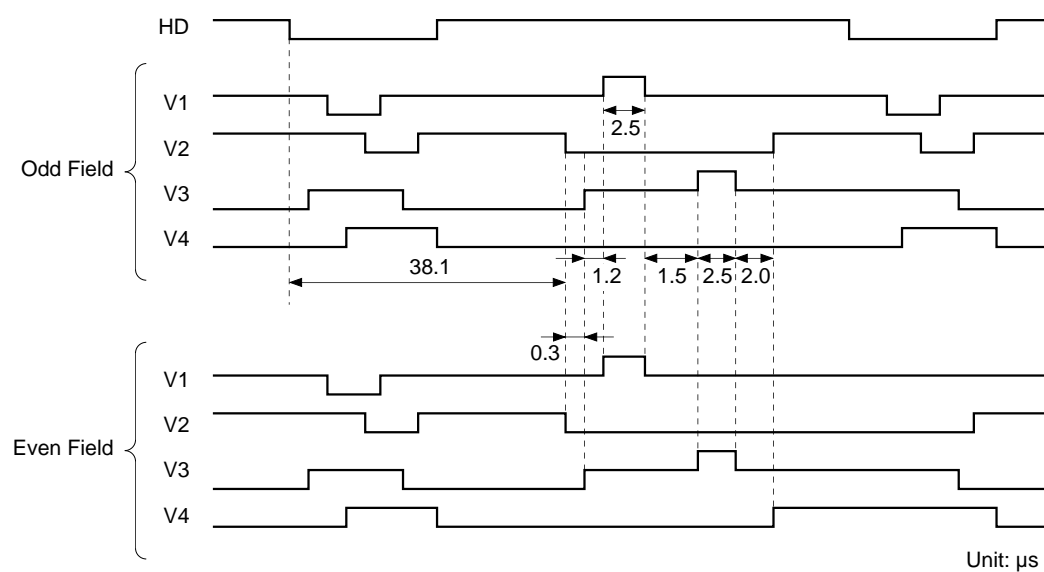 HD
V1
2.5
V2
Odd Field
V3
V4
38.1
1.2 1.5 2.5 2.0
0.3
V1
V2
Even Field
V3
V4
Unit: µs